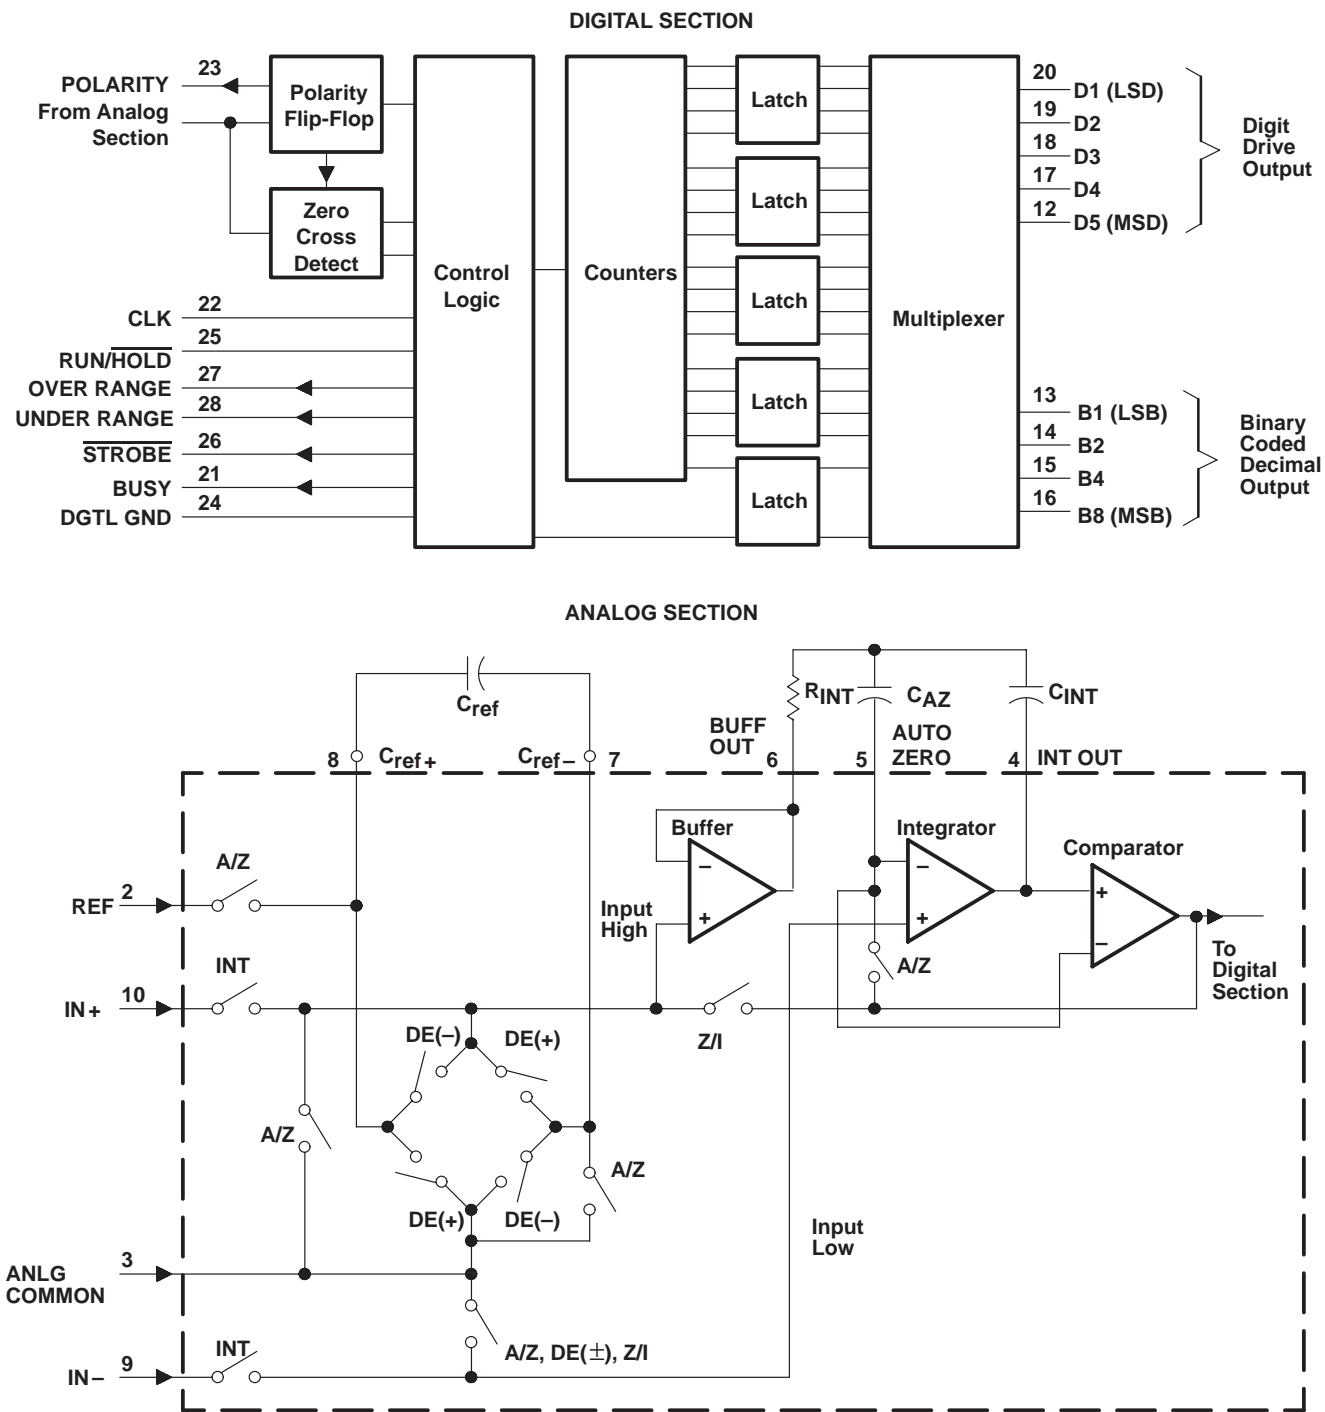 DIGITAL SECTION
POLARITY
23
From Analog
Section
Polarity
Flip-Flop
Zero
Cross
Detect
CLK
22
RUN/HOLD
25
OVER RANGE
27
UNDER RANGE
28
STROBE
26
BUSY
21
DGTL GND
24
Control
Logic
Counters
Latch
Latch
Latch
Latch
Latch
Multiplexer
20
D1 (LSD)
19
D2
18
D3
17
D4
12
D5 (MSD)
Digit
Drive
Output
13
B1 (LSB)
14
B2
15
B4
16
B8 (MSB)
Binary
Coded
Decimal
Output
ANALOG SECTION
Cref
8
Cref+
Cref–
7
RINT
CAZ
CINT
BUFF
OUT
6
AUTO
ZERO
5
4
INT OUT
Buffer
–
+
Integrator
–
+
Comparator
+
–
To
Digital
Section
Input
High
A/Z
REF
2
INT
IN+
10
DE(–)
DE(+)
Z/I
A/Z
A/Z
A/Z
DE(+)
DE(–)
Input
Low
ANLG
COMMON
3
A/Z, DE(±), Z/I
INT
IN–
9